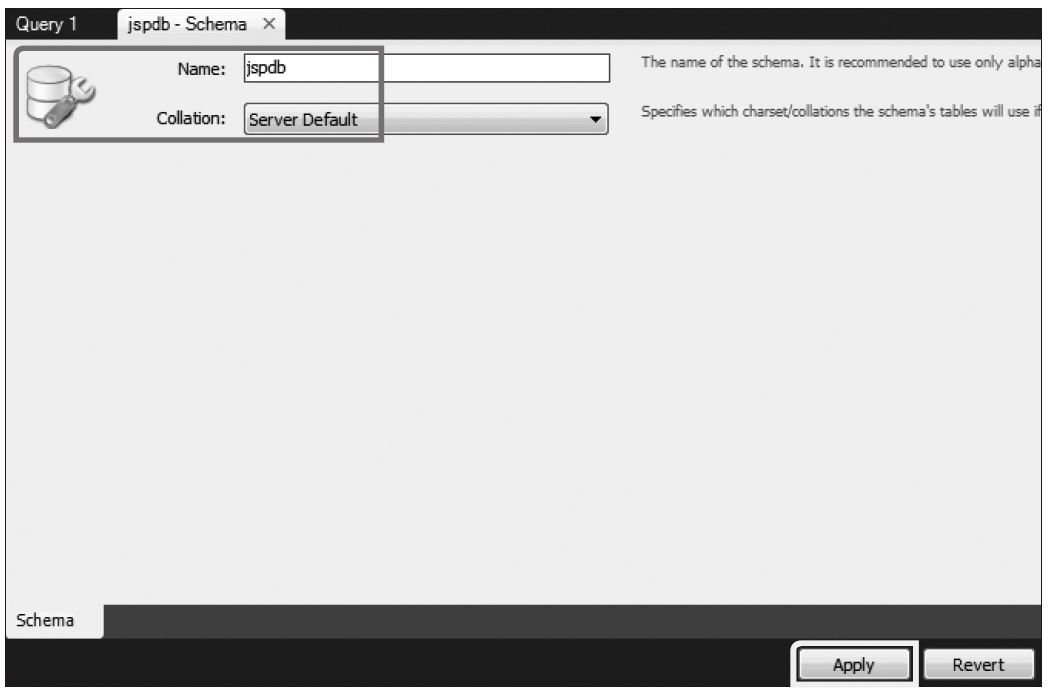 Query 1
jspdb - Schema ×
Name:
jspdb
The name of the schema. It is recommended to use only alpha
Collation:
Server Default
Specifies which charset/collations the schema's tables will use if
Schema
Apply
Revert